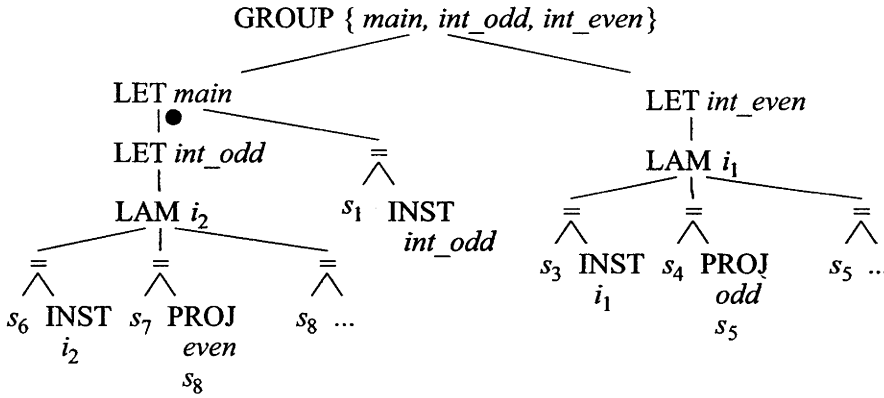 GROUP { main, int_odd, int_even}
LET main
LET int_even
LET int_odd
=
LAM i₁
LAM i₂
s₁ INST
int_odd
= = =
= = =
s₃ INST s₄ PROJ s₅ ...
i₁ odd
s₅
s₆ INST s₇ PROJ s₈ ...
i₂ even
s₈